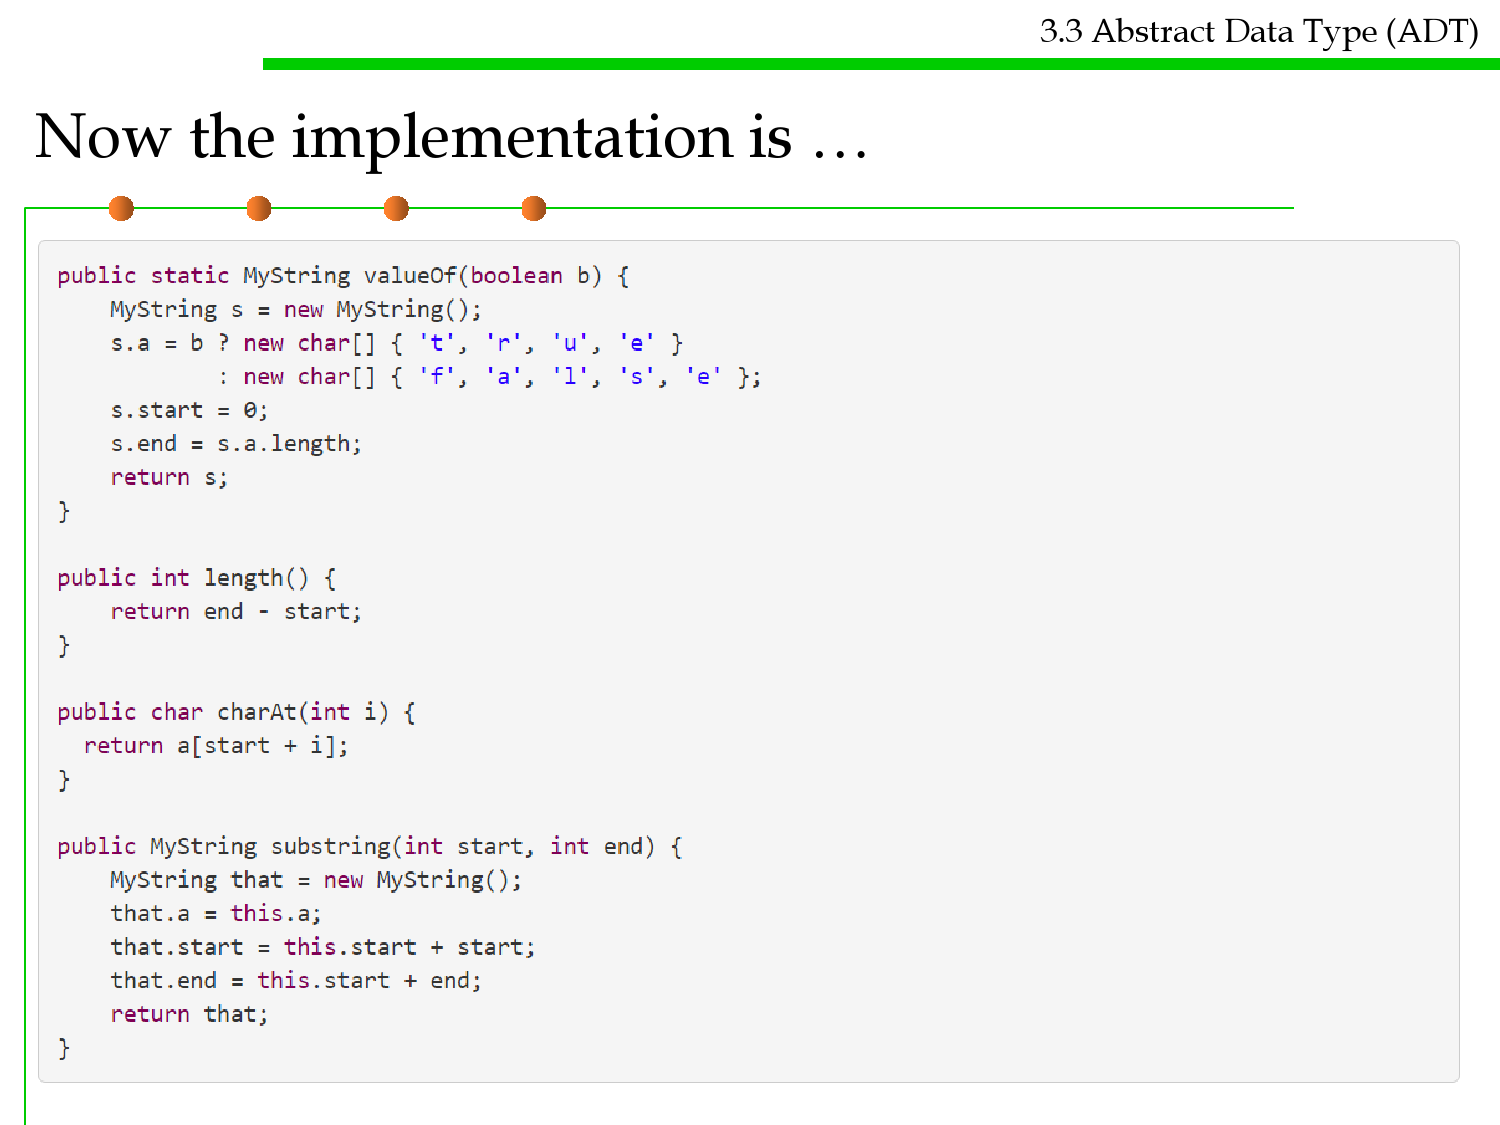 3.3 Abstract Data Type (ADT)
Now the implementation is …
public static MyString valueOf(boolean b) {
    MyString s = new MyString();
    s.a = b ? new char[] { 't', 'r', 'u', 'e' }
            : new char[] { 'f', 'a', 'l', 's', 'e' };
    s.start = 0;
    s.end = s.a.length;
    return s;
}
public int length() {
    return end - start;
}
public char charAt(int i) {
  return a[start + i];
}
public MyString substring(int start, int end) {
    MyString that = new MyString();
    that.a = this.a;
    that.start = this.start + start;
    that.end = this.start + end;
    return that;
}